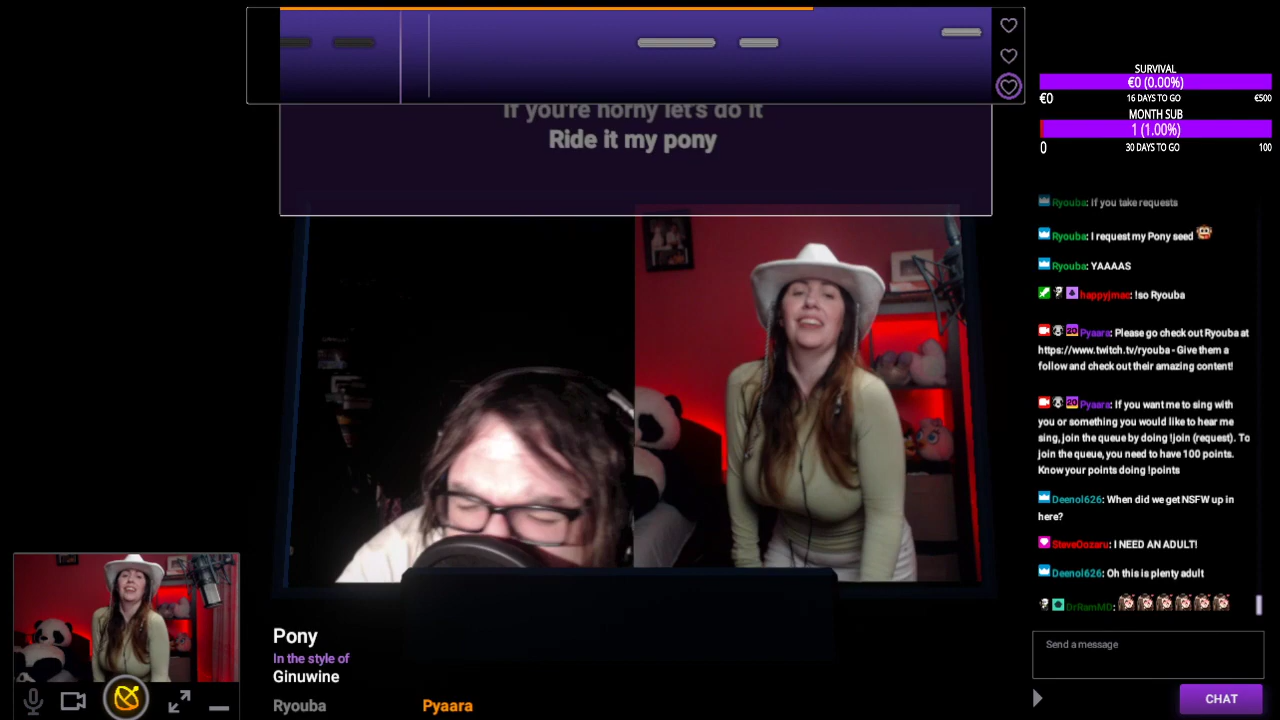 If you're horny let's do it
Ride it my pony
SURVIVAL
€0 (0.00%)
€0
16 DAYS TO GO
€500
MONTH SUB
1 (1.00%)
0
30 DAYS TO GO
100
Ryouba: If you take requests
Ryouba: I request my Pony seed
Ryouba: YAAAAS
happyjmac: !so Ryouba
20 Pyaara: Please go check out Ryouba at
https://www.twitch.tv/ryouba - Give them a
follow and check out their amazing content!
20 Pyaara: If you want me to sing with
you or something you would like to hear me
sing, join the queue by doing !join (request). To
join the queue, you need to have 100 points.
Know your points doing !points
Deenol626: When did we get NSFW up in
here?
SteveOozaru: I NEED AN ADULT!
Deenol626: Oh this is plenty adult
DrRamMD:
Send a message
CHAT
Pony
In the style of
Ginuwine
Ryouba
Pyaara